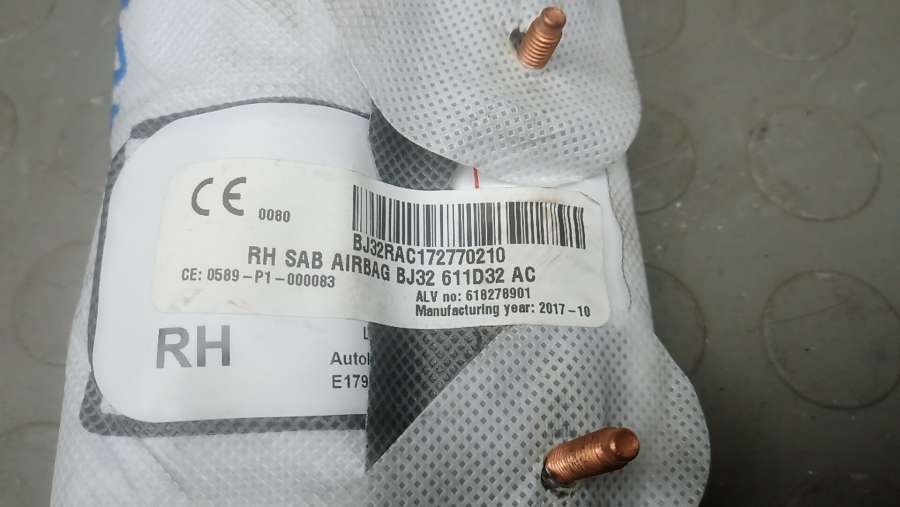 CE 0080
BJ32RAC172770210
RH SAB AIRBAG BJ32 611D32 AC
CE: 0589-P1-000083
ALV no: 618278901
Manufacturing year: 2017-10
RH
E179